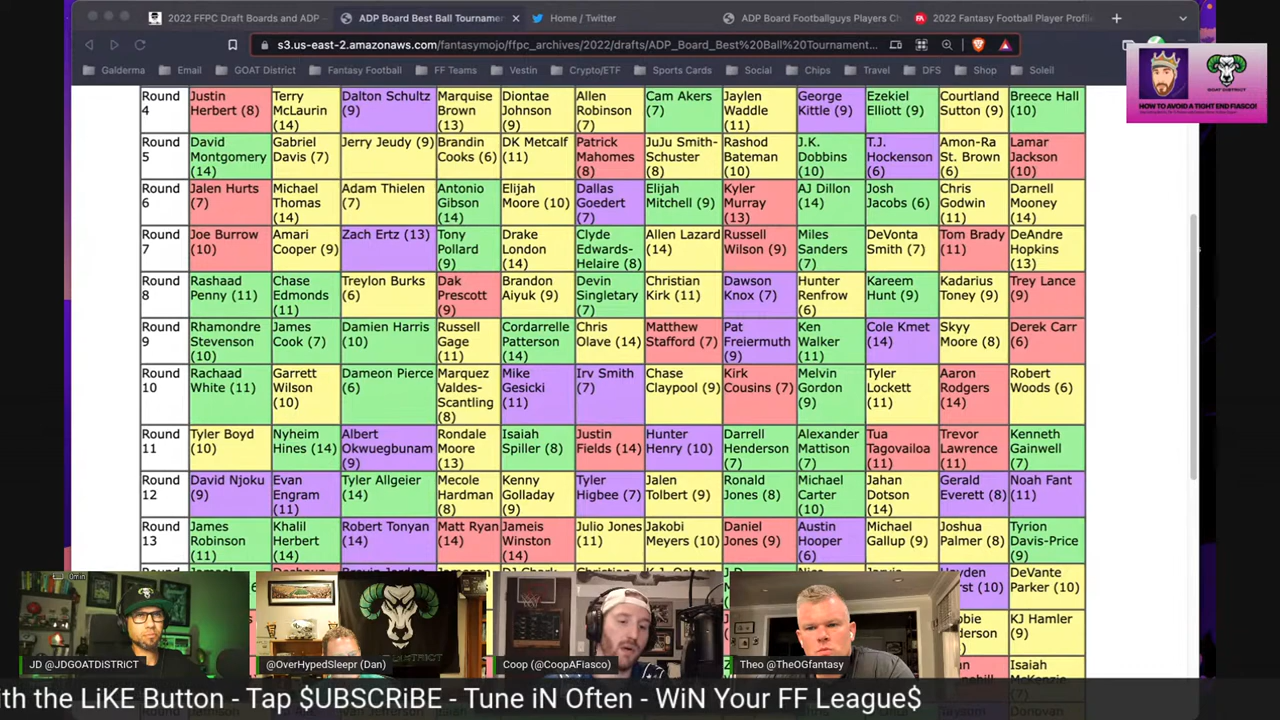 2022 FFPC Draft Boards and ADP
ADP Board Best Ball Tourname
Home / Twitter
ADP Board Footballguys Players Ch
2022 Fantasy Football Player Profile
s3.us-east-2.amazonaws.com/fantasymojo/ffpc_archives/2022/drafts/ADP_Board_Best%20Ball%20Tournament...
Galderma Email GOAT District Fantasy Football FF Teams Vestin Crypto/ETF Sports Cards Social Chips Travel DFS Shop Soleil
GOAT DISTRICT
HOW TO AVOID A TIGHT END FIASCO!
Round 4 Justin Herbert (8) Terry McLaurin (14) Dalton Schultz (9) Marquise Brown (13) Diontae Johnson (9) Allen Robinson (7) Cam Akers (7) Jaylen Waddle (11) George Kittle (9) Ezekiel Elliott (9) Courtland Sutton (9) Breece Hall (10)
Round 5 David Montgomery (14) Gabriel Davis (7) Jerry Jeudy (9) Brandin Cooks (6) DK Metcalf (11) Patrick Mahomes (8) JuJu Smith-Schuster (8) Rashod Bateman (10) J.K. Dobbins (10) T.J. Hockenson (6) Amon-Ra St. Brown (6) Lamar Jackson (10)
Round 6 Jalen Hurts (7) Michael Thomas (14) Adam Thielen (7) Antonio Gibson (14) Elijah Moore (10) Dallas Goedert (7) Elijah Mitchell (9) Kyler Murray (13) AJ Dillon (14) Josh Jacobs (6) Chris Godwin (11) Darnell Mooney (14)
Round 7 Joe Burrow (10) Amari Cooper (9) Zach Ertz (13) Tony Pollard (9) Drake London (14) Clyde Edwards-Helaire (8) Allen Lazard (14) Russell Wilson (9) Miles Sanders (7) DeVonta Smith (7) Tom Brady (11) DeAndre Hopkins (13)
Round 8 Rashaad Penny (11) Chase Edmonds (11) Treylon Burks (6) Dak Prescott (9) Brandon Aiyuk (9) Devin Singletary (7) Christian Kirk (11) Dawson Knox (7) Hunter Renfrow (6) Kareem Hunt (9) Kadarius Toney (9) Trey Lance (9)
Round 9 Rhamondre Stevenson (10) James Cook (7) Damien Harris (10) Russell Gage (11) Cordarrelle Patterson (14) Chris Olave (14) Matthew Stafford (7) Pat Freiermuth (9) Ken Walker (11) Cole Kmet (14) Skyy Moore (8) Derek Carr (6)
Round 10 Rachaad White (11) Garrett Wilson (10) Dameon Pierce (6) Marquez Valdes-Scantling (8) Mike Gesicki (11) Irv Smith (7) Chase Claypool (9) Kirk Cousins (7) Melvin Gordon (9) Tyler Lockett (11) Aaron Rodgers (14) Robert Woods (6)
Round 11 Tyler Boyd (10) Nyheim Hines (14) Albert Okwuegbunam (9) Rondale Moore (13) Isaiah Spiller (8) Justin Fields (14) Hunter Henry (10) Darrell Henderson (7) Alexander Mattison (7) Tua Tagovailoa (11) Trevor Lawrence (11) Kenneth Gainwell (7)
Round 12 David Njoku (9) Evan Engram (11) Tyler Allgeier (14) Mecole Hardman (8) Kenny Golladay (9) Tyler Higbee (7) Jalen Tolbert (9) Ronald Jones (8) Michael Carter (10) Jahan Dotson (14) Gerald Everett (8) Noah Fant (11)
Round 13 James Robinson (11) Khalil Herbert (14) Robert Tonyan (14) Matt Ryan (14) Jameis Winston (14) Julio Jones (11) Jakobi Meyers (10) Daniel Jones (9) Austin Hooper (6) Michael Gallup (9) Joshua Palmer (8) Tyrion Davis-Price (9)
DeVante Parker (10)
KJ Hamler (9)
Isaiah
JD @JDGOATDiSTRiCT
@OverHypedSleepr (Dan)
Coop (@CoopAFiasco)
Theo @TheOGfantasy
ith the LiKE Button - Tap $UBSCRiBE - Tune iN Often - WiN Your FF League$